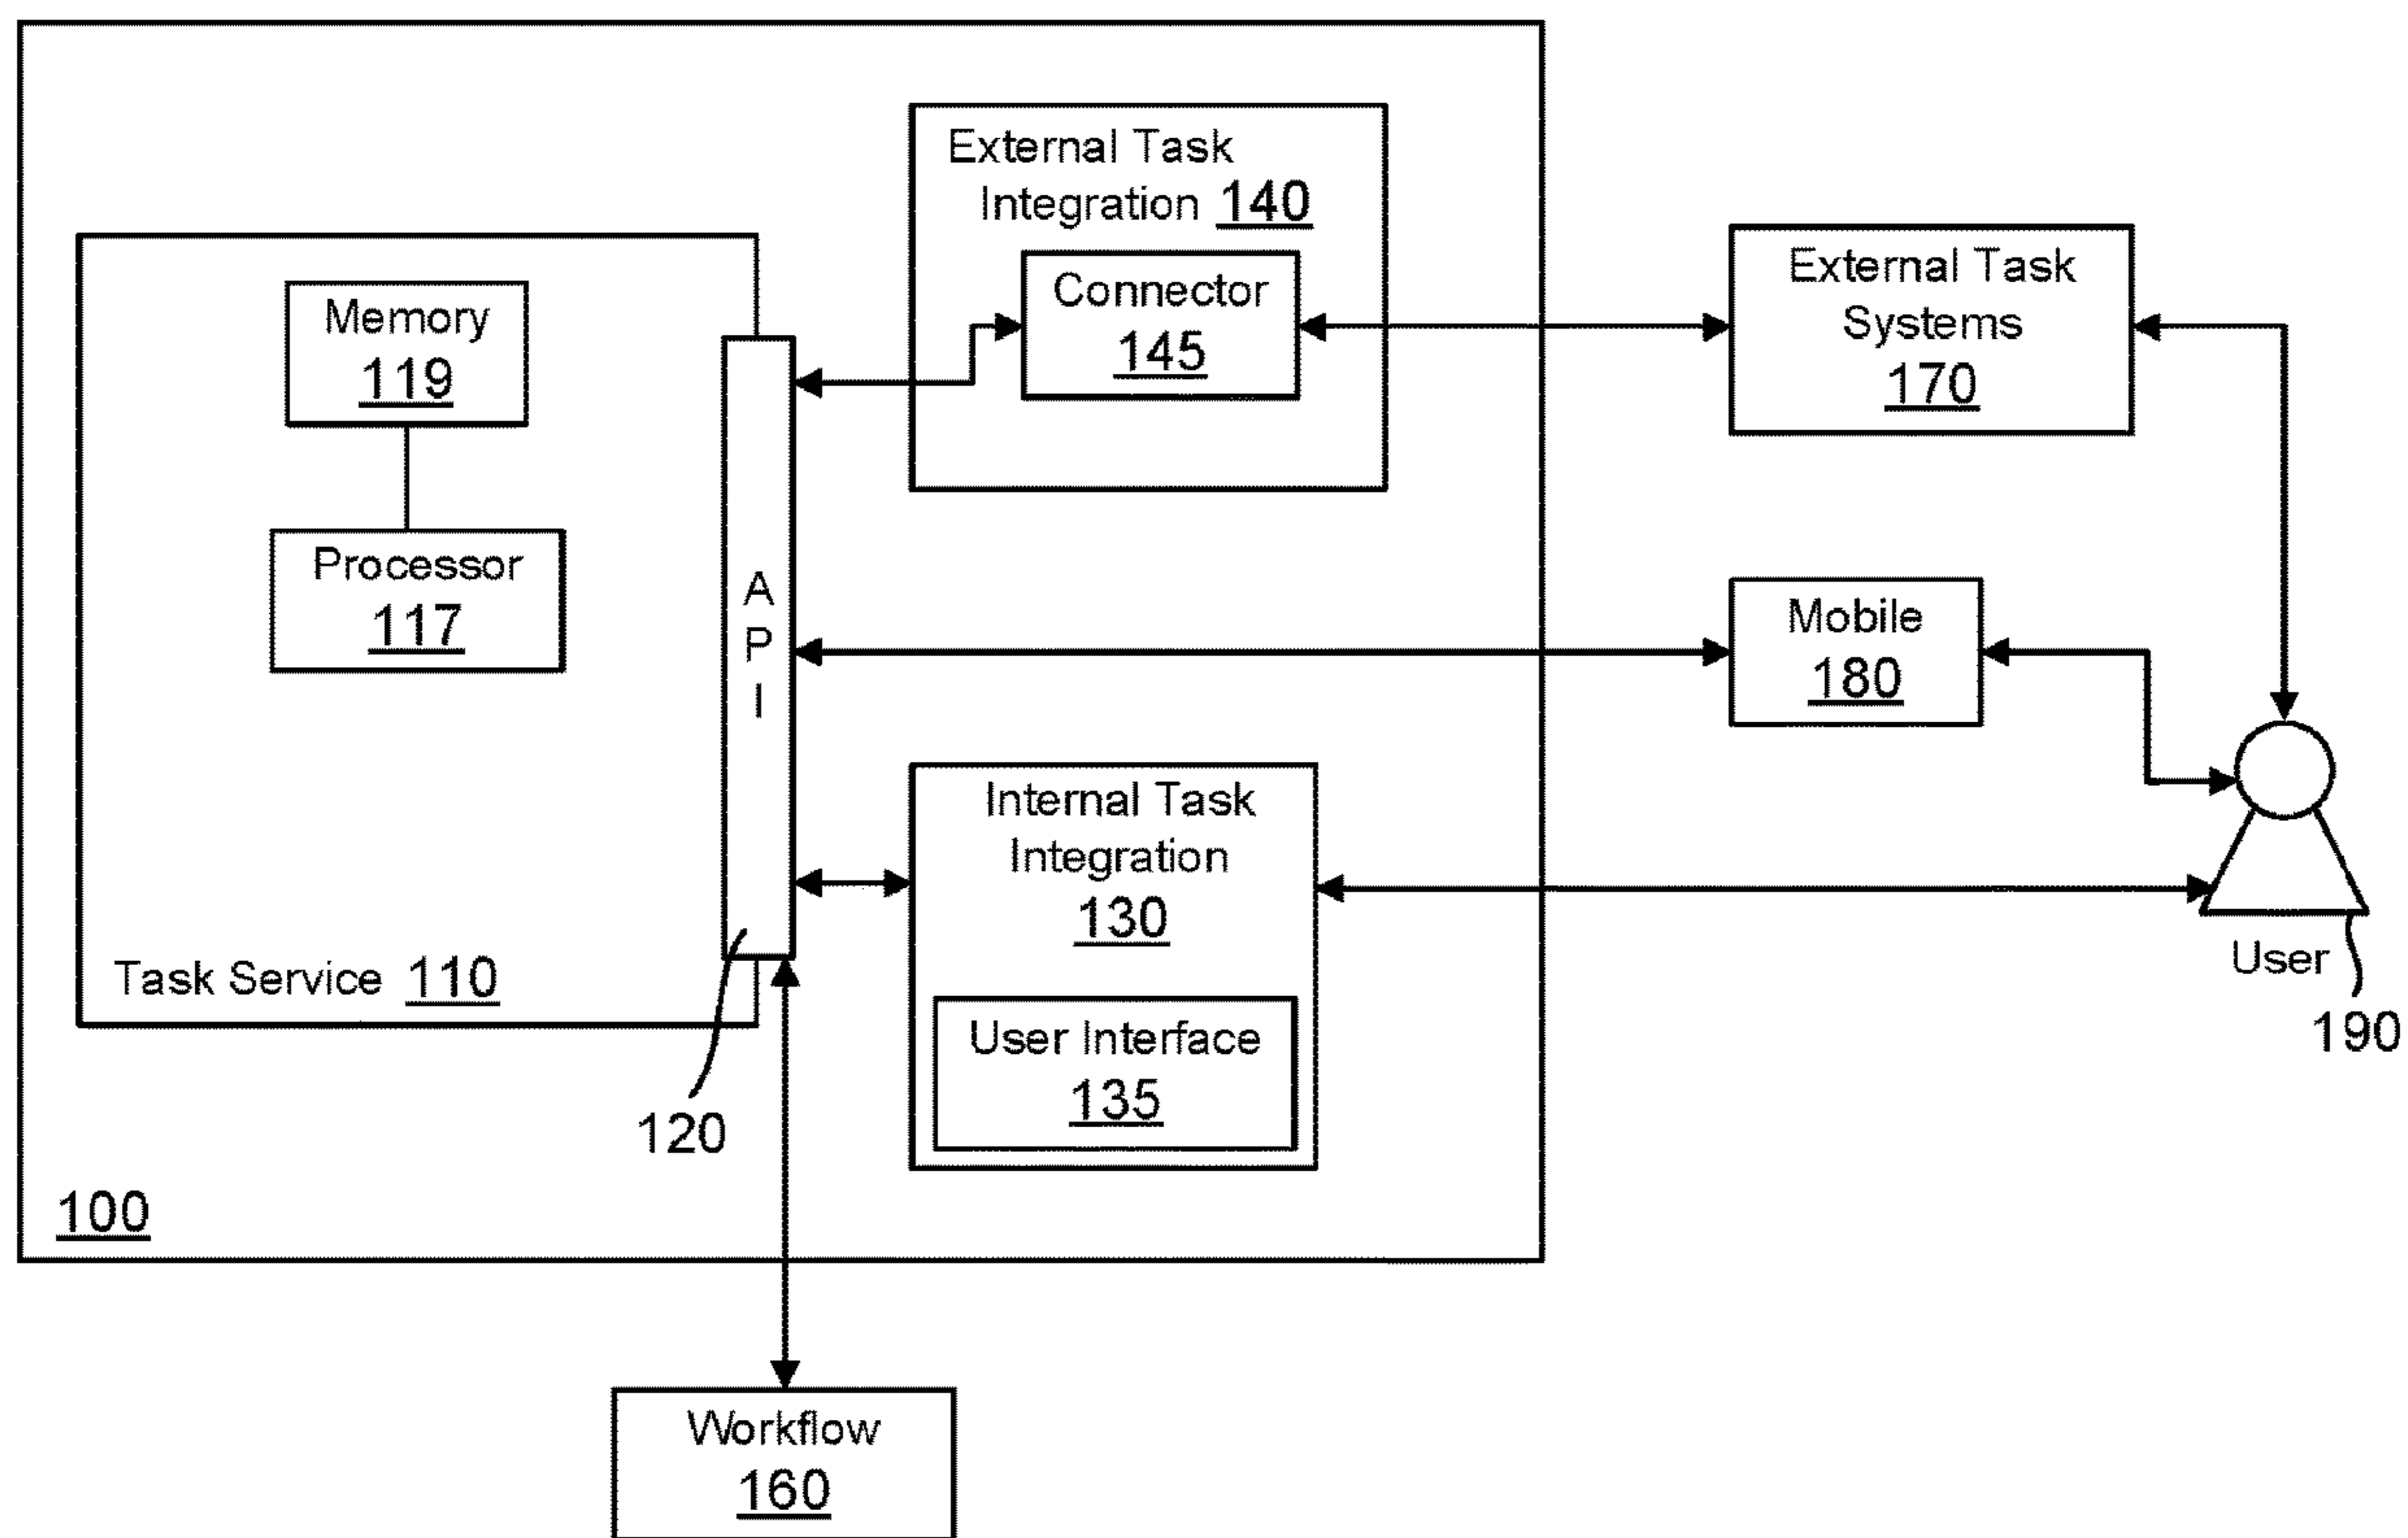 External Task
Integration 140
Connector
145
External Task
Systems
170
Memory
119
Processor
117
A
P
I
Mobile
180
Internal Task
Integration
130
User Interface
135
Task Service 110
120
User
190
100
Workflow
160